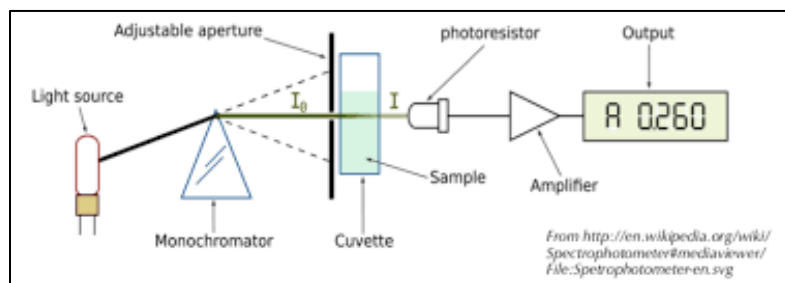 Adjustable aperture
photoresistor
Output
Light source
I₀
I
A 0.260
Sample
Amplifier
Monochromator
Cuvette
From http://en.wikipedia.org/wiki/
Spectrophotometer#mediaviewer/
File:Spetrophotometer-en.svg